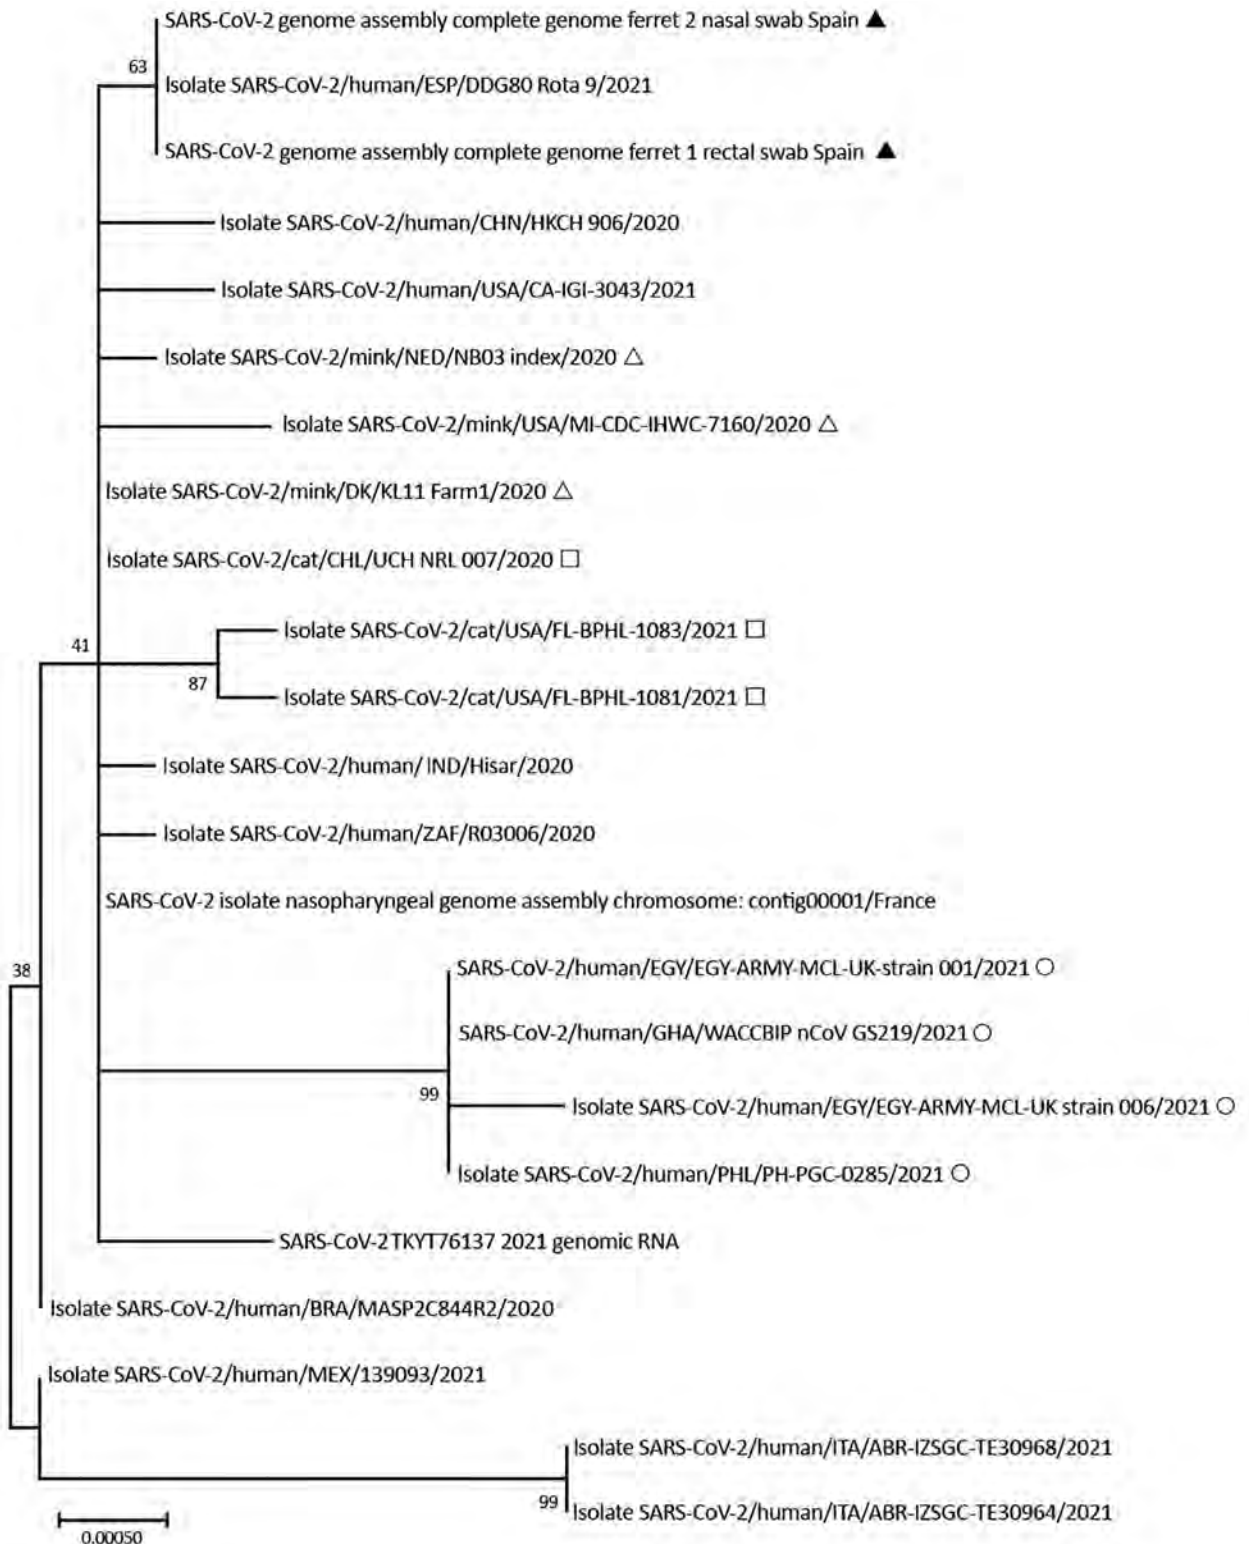 SARS-CoV-2 genome assembly complete genome ferret 2 nasal swab Spain ▲
63
Isolate SARS-CoV-2/human/ESP/DDG80 Rota 9/2021
SARS-CoV-2 genome assembly complete genome ferret 1 rectal swab Spain ▲
Isolate SARS-CoV-2/human/CHN/HKCH 906/2020
Isolate SARS-CoV-2/human/USA/CA-IGI-3043/2021
Isolate SARS-CoV-2/mink/NED/NB03 index/2020 △
Isolate SARS-CoV-2/mink/USA/MI-CDC-IHWC-7160/2020 △
Isolate SARS-CoV-2/mink/DK/KL11 Farm1/2020 △
Isolate SARS-CoV-2/cat/CHL/UCH NRL 007/2020 □
Isolate SARS-CoV-2/cat/USA/FL-BPHL-1083/2021 □
41
87
Isolate SARS-CoV-2/cat/USA/FL-BPHL-1081/2021 □
Isolate SARS-CoV-2/human/ IND/Hisar/2020
Isolate SARS-CoV-2/human/ZAF/R03006/2020
SARS-CoV-2 isolate nasopharyngeal genome assembly chromosome: contig00001/France
38
SARS-CoV-2/human/EGY/EGY-ARMY-MCL-UK-strain 001/2021 ○
SARS-CoV-2/human/GHA/WACCBIP nCoV GS219/2021 ○
99
Isolate SARS-CoV-2/human/EGY/EGY-ARMY-MCL-UK strain 006/2021 ○
Isolate SARS-CoV-2/human/PHL/PH-PGC-0285/2021 ○
SARS-CoV-2TKYT76137 2021 genomic RNA
Isolate SARS-CoV-2/human/BRA/MASP2C844R2/2020
Isolate SARS-CoV-2/human/MEX/139093/2021
Isolate SARS-CoV-2/human/ITA/ABR-IZSGC-TE30968/2021
99
Isolate SARS-CoV-2/human/ITA/ABR-IZSGC-TE30964/2021
0.00050